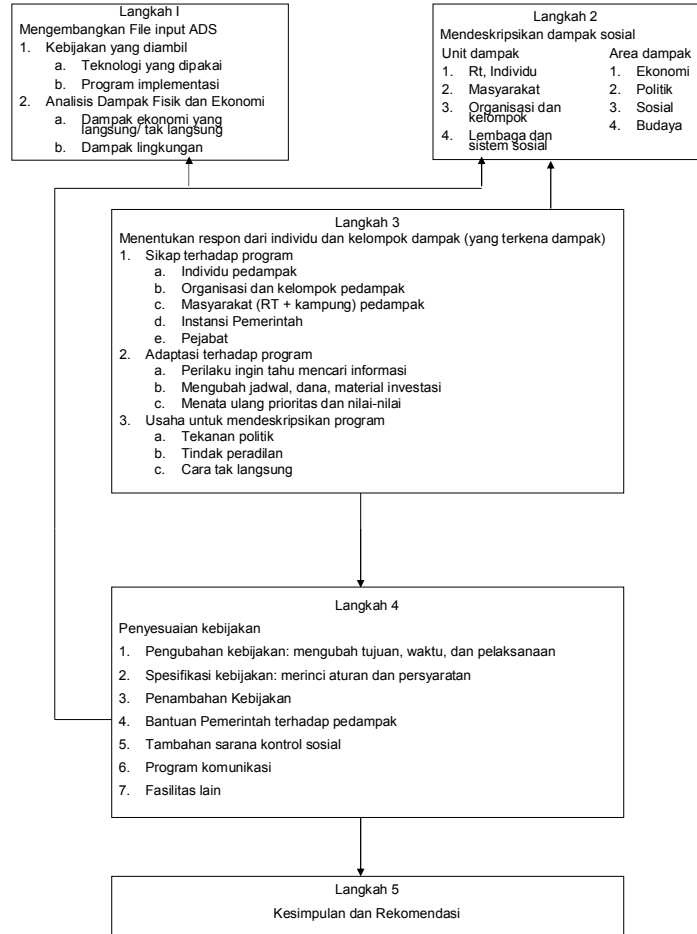 Langkah I
Mengembangkan File input ADS
1. Kebijakan yang diambil
a. Teknologi yang dipakai
b. Program implementasi
2. Analisis Dampak Fisik dan Ekonomi
a. Dampak ekonomi yang
langsung/ tak langsung
b. Dampak lingkungan
Langkah 2
Mendeskripsikan dampak sosial
Unit dampak
1. Rt, Individu
2. Masyarakat
3. Organisasi dan
kelompok
4. Lembaga dan
sistem sosial
Area dampak
1. Ekonomi
2. Politik
3. Sosial
4. Budaya
Langkah 3
Menentukan respon dari individu dan kelompok dampak (yang terkena dampak)
1. Sikap terhadap program
a. Individu pedampak
b. Organisasi dan kelompok pedampak
c. Masyarakat (RT + kampung) pedampak
d. Instansi Pemerintah
e. Pejabat
2. Adaptasi terhadap program
a. Perilaku ingin tahu mencari informasi
b. Mengubah jadwal, dana, material investasi
c. Menata ulang prioritas dan nilai-nilai
3. Usaha untuk mendeskripsikan program
a. Tekanan politik
b. Tindak peradilan
c. Cara tak langsung
Langkah 4
Penyesuaian kebijakan
1. Pengubahan kebijakan: mengubah tujuan, waktu, dan pelaksanaan
2. Spesifikasi kebijakan: merinci aturan dan persyaratan
3. Penambahan Kebijakan
4. Bantuan Pemerintah terhadap pedampak
5. Tambahan sarana kontrol sosial
6. Program komunikasi
7. Fasilitas lain
Langkah 5
Kesimpulan dan Rekomendasi